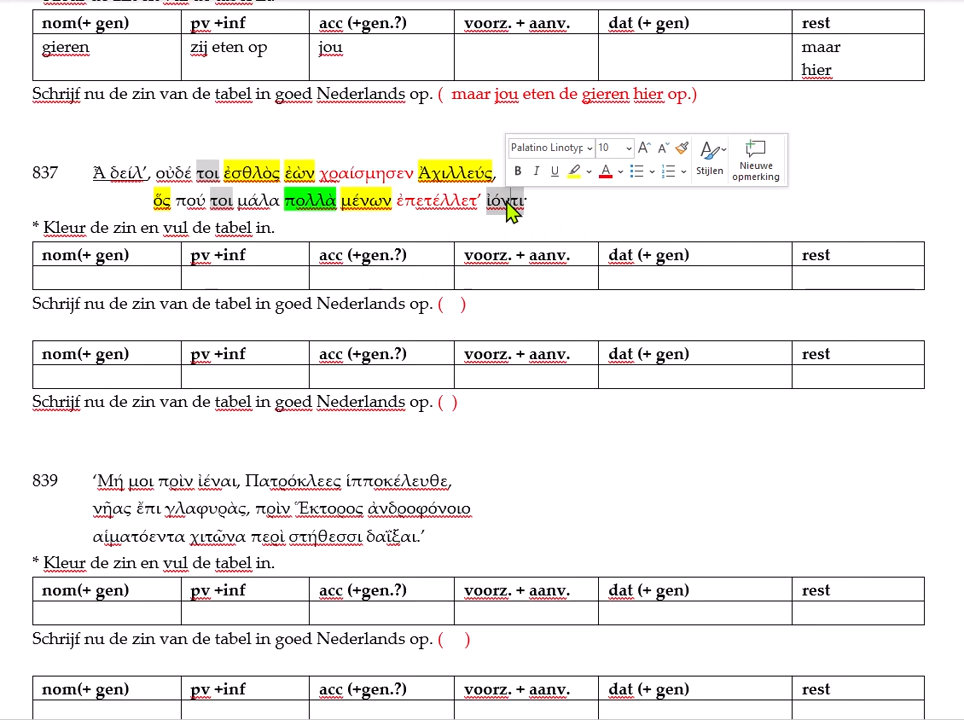 nom(+ gen) pv +inf acc (+gen.?) voorz. + aanv. dat (+ gen) rest
gieren zij eten op jou maar
hier
Schrijf nu de zin van de tabel in goed Nederlands op. ( maar jou eten de gieren hier op.)
Palatino Linotyp 10
B I U A Stijlen Nieuwe opmerking
837 Ἆ δείλ’, οὐδέ τοι ἐσθλὸς ἐὼν χραίσμησεν Ἀχιλλεύς,
ὅς πού τοι μάλα πολλὰ μένων ἐπετέλλετ’ ἰόντι·
* Kleur de zin en vul de tabel in.
nom(+ gen) pv +inf acc (+gen.?) voorz. + aanv. dat (+ gen) rest
Schrijf nu de zin van de tabel in goed Nederlands op. ( )
nom(+ gen) pv +inf acc (+gen.?) voorz. + aanv. dat (+ gen) rest
Schrijf nu de zin van de tabel in goed Nederlands op. ( )
839 ‘Μή μοι πρὶν ἰέναι, Πατρόκλεες ἱπποκέλευθε,
νῆας ἔπι γλαφυρὰς, πρὶν Ἕκτορος ἀνδροφόνοιο
αἱματόεντα χιτῶνα περὶ στήθεσσι δαΐξαι.’
* Kleur de zin en vul de tabel in.
nom(+ gen) pv +inf acc (+gen.?) voorz. + aanv. dat (+ gen) rest
Schrijf nu de zin van de tabel in goed Nederlands op. ( )
nom(+ gen) pv +inf acc (+gen.?) voorz. + aanv. dat (+ gen) rest